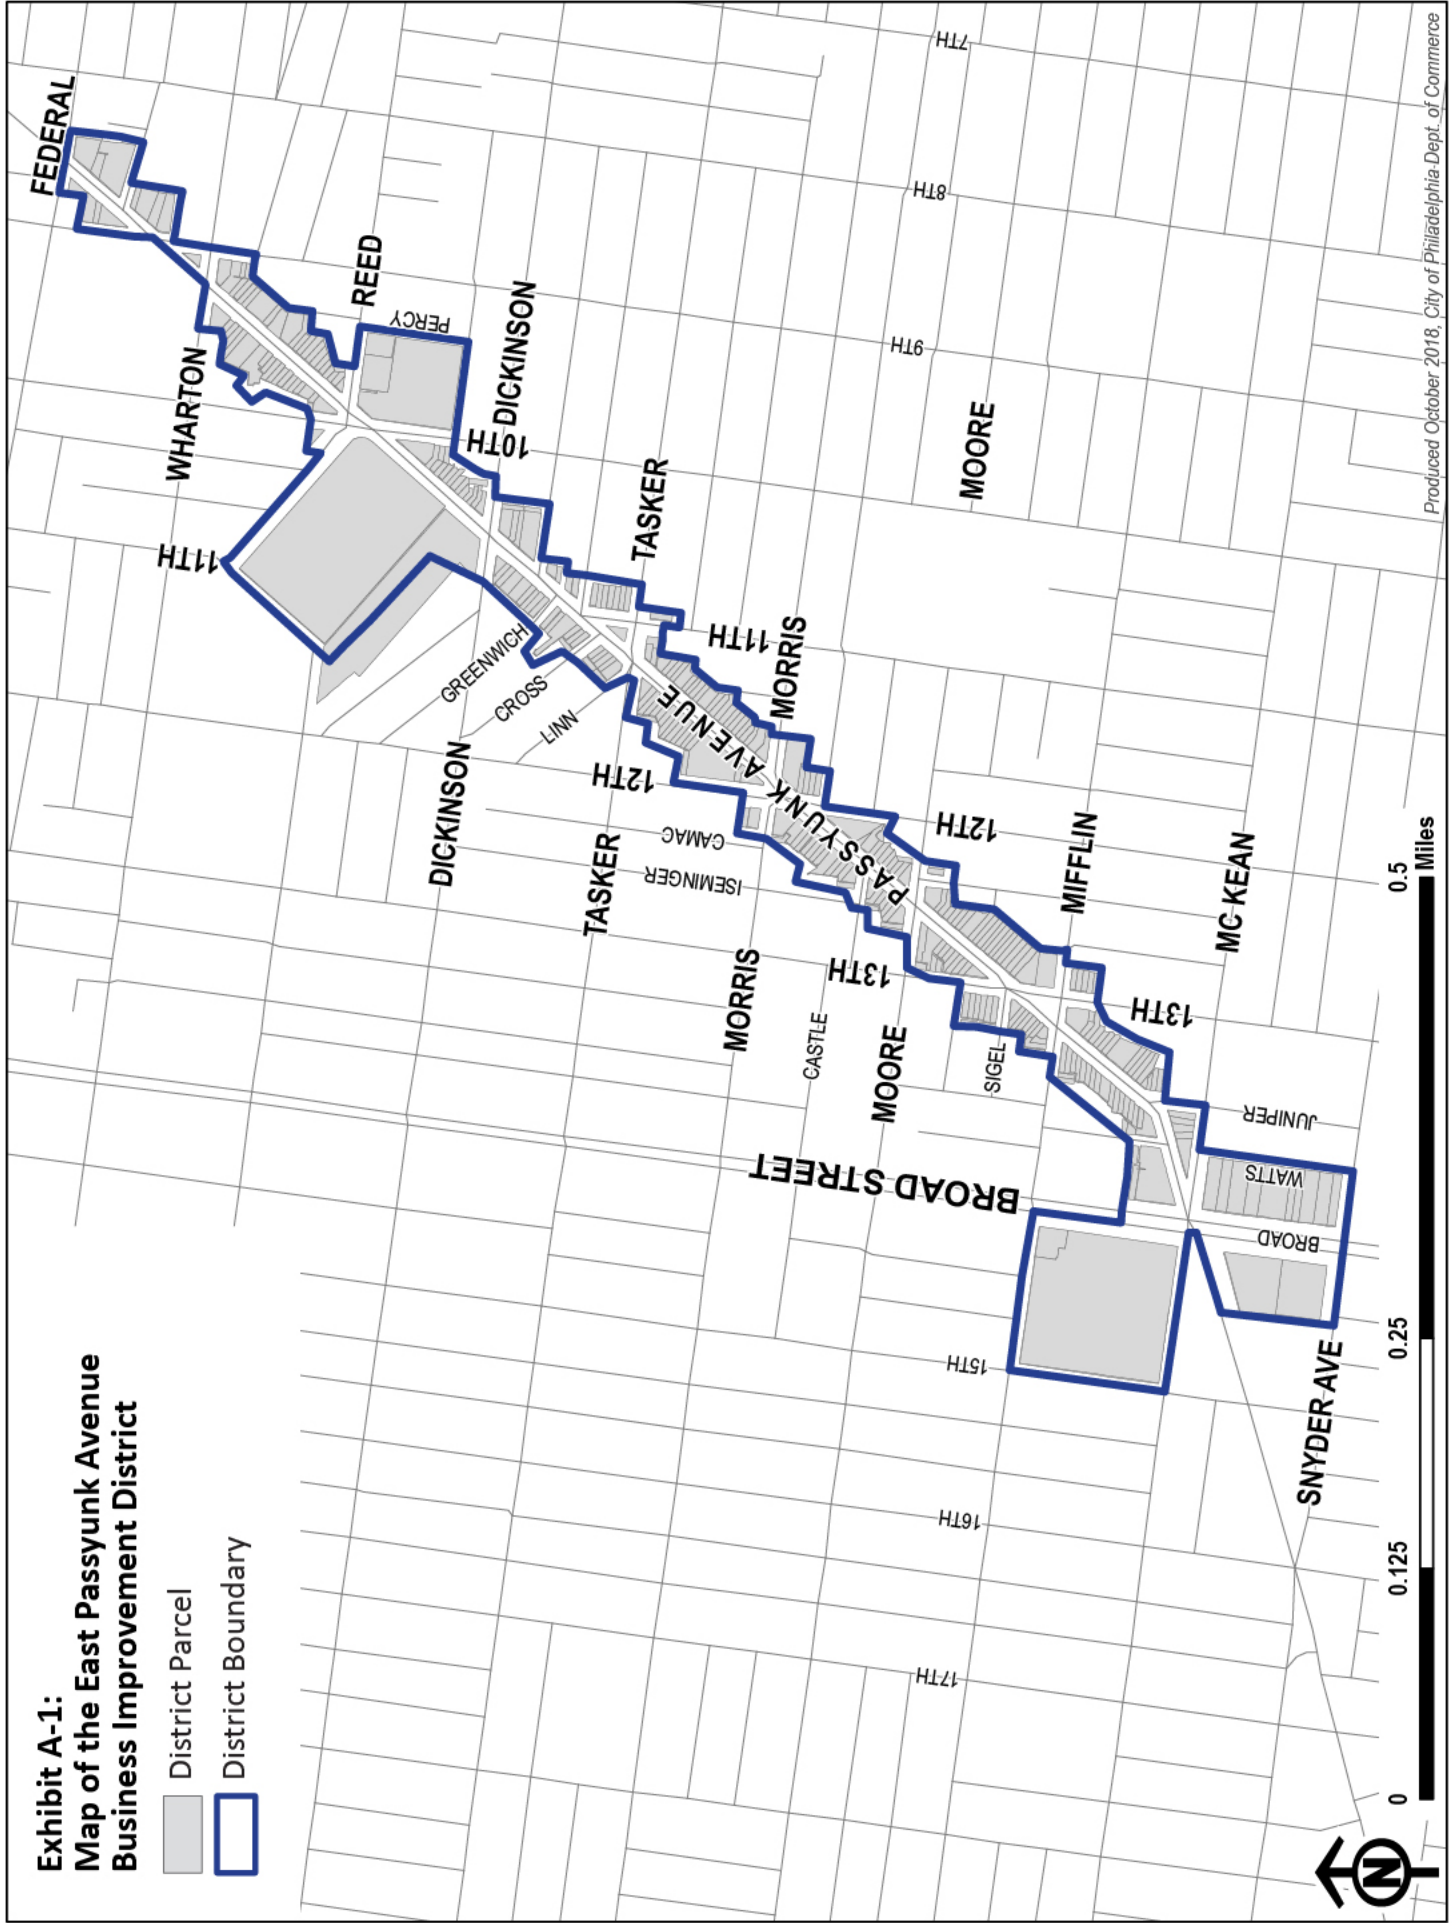 Exhibit A-1:
Map of the East Passyunk Avenue
Business Improvement District
District Parcel
District Boundary
FEDERAL
WHARTON
REED
PERCY
11TH
10TH
DICKINSON
GREENWICH
CROSS
LINN
TASKER
11TH
DICKINSON
12TH
MORRIS
CAMAC
ISEMINGER
TASKER
PASSYUNK AVENUE
7TH
8TH
9TH
MOORE
12TH
MORRIS
13TH
CASTLE
MOORE
SIGEL
MIFFLIN
MC KEAN
13TH
BROAD STREET
JUNIPER
WATTS
BROAD
15TH
16TH
17TH
SNYDER AVE
N
0
0.125
0.25
0.5
Miles
Produced October 2018, City of Philadelphia-Dept. of Commerce